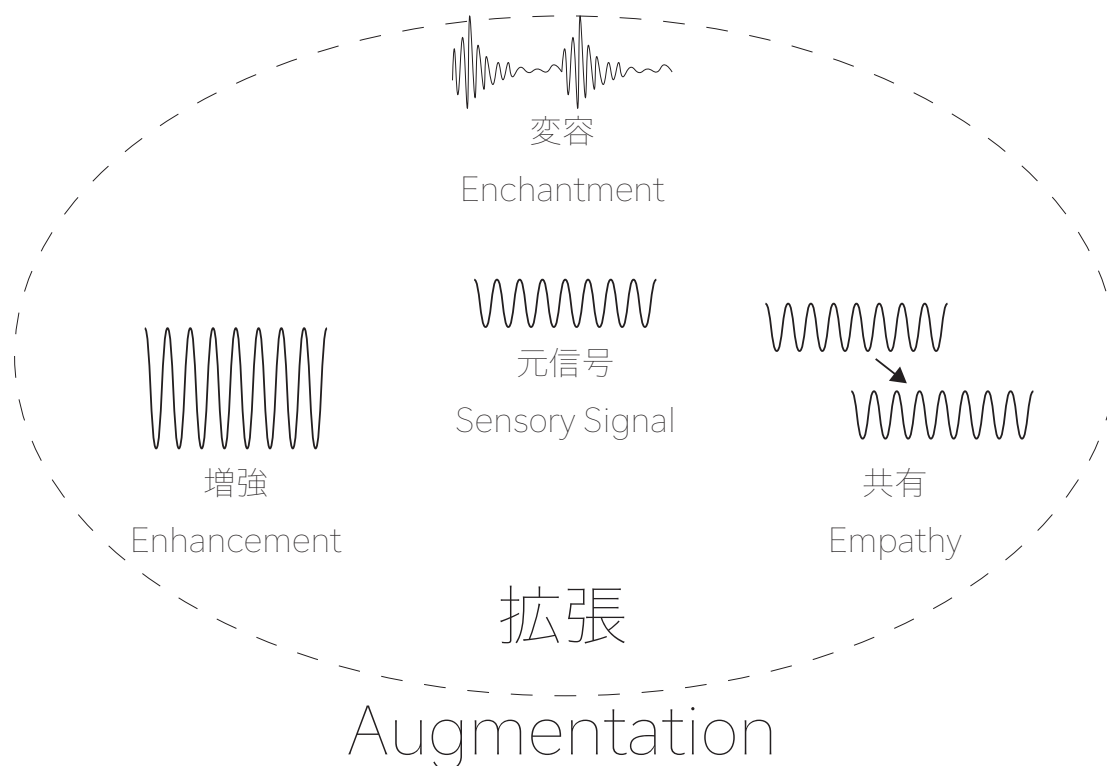 変容
Enchantment
元信号
Sensory Signal
増強
Enhancement
共有
Empathy
拡張
Augmentation